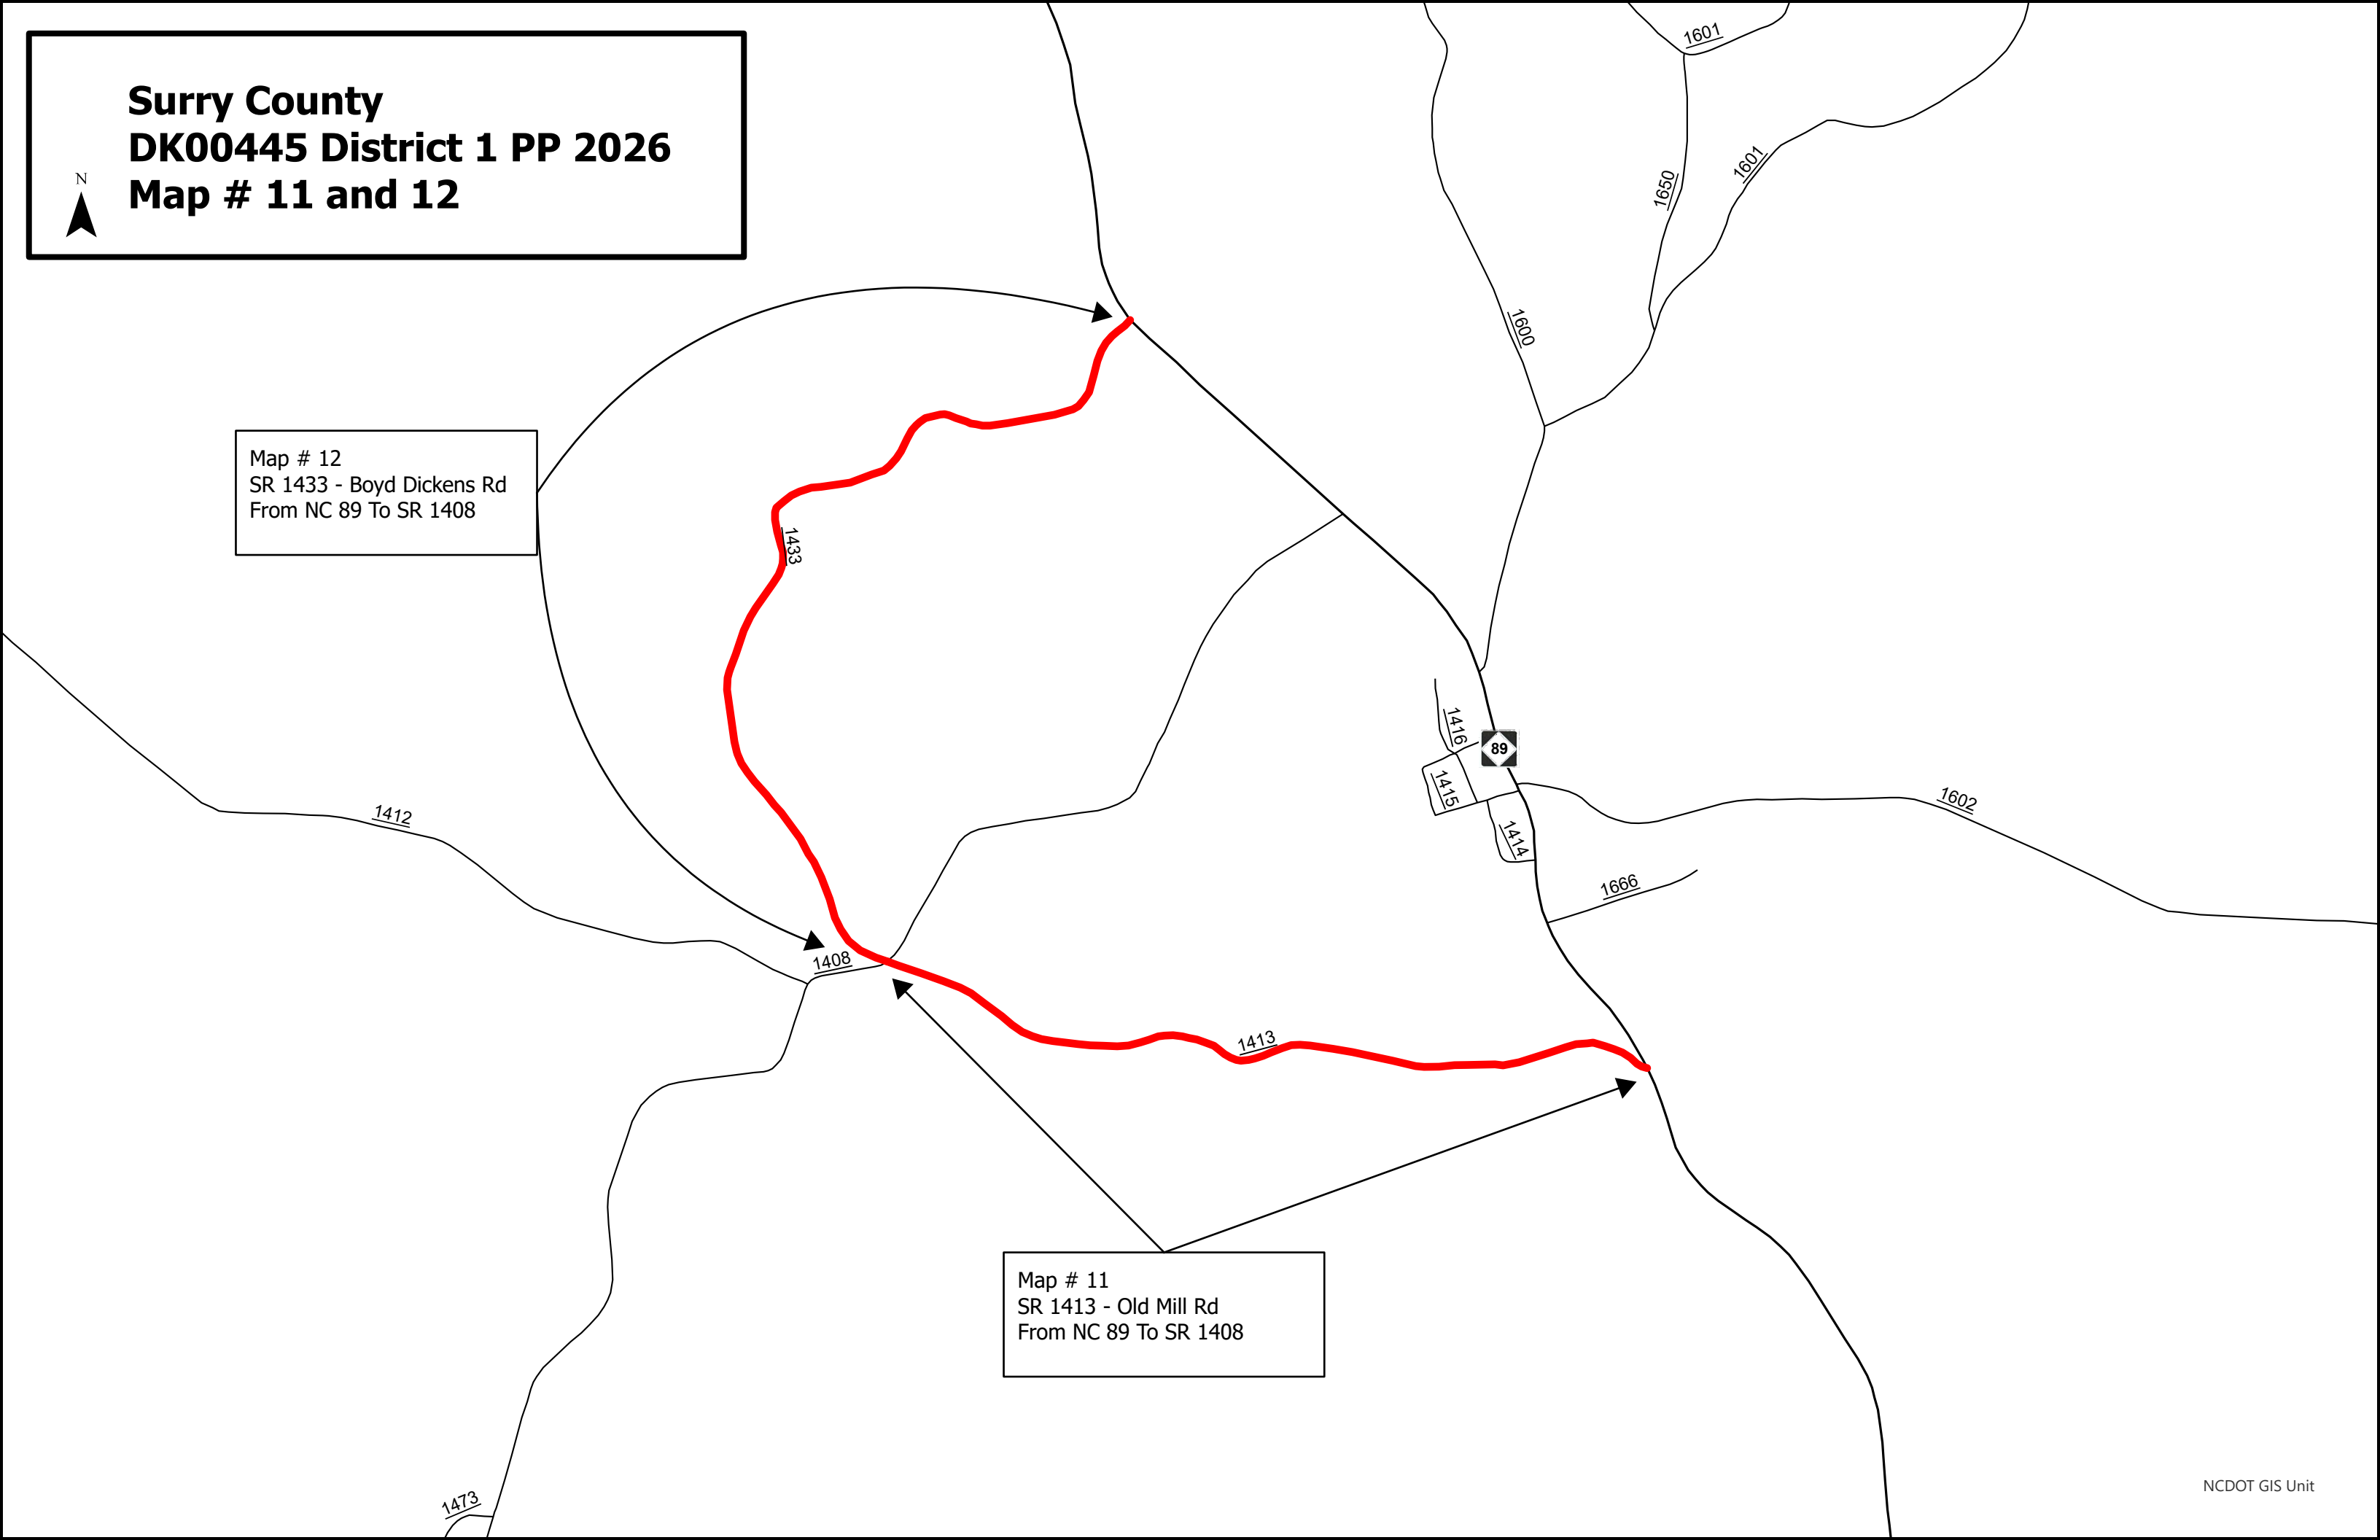 Surry County
DK00445 District 1 PP 2026
Map # 11 and 12
N
1601
1601
1650
1600
Map # 12
SR 1433 - Boyd Dickens Rd
From NC 89 To SR 1408
1433
1416
89
1415
1412
1602
1414
1666
1408
1413
Map # 11
SR 1413 - Old Mill Rd
From NC 89 To SR 1408
1473
NCDOT GIS Unit